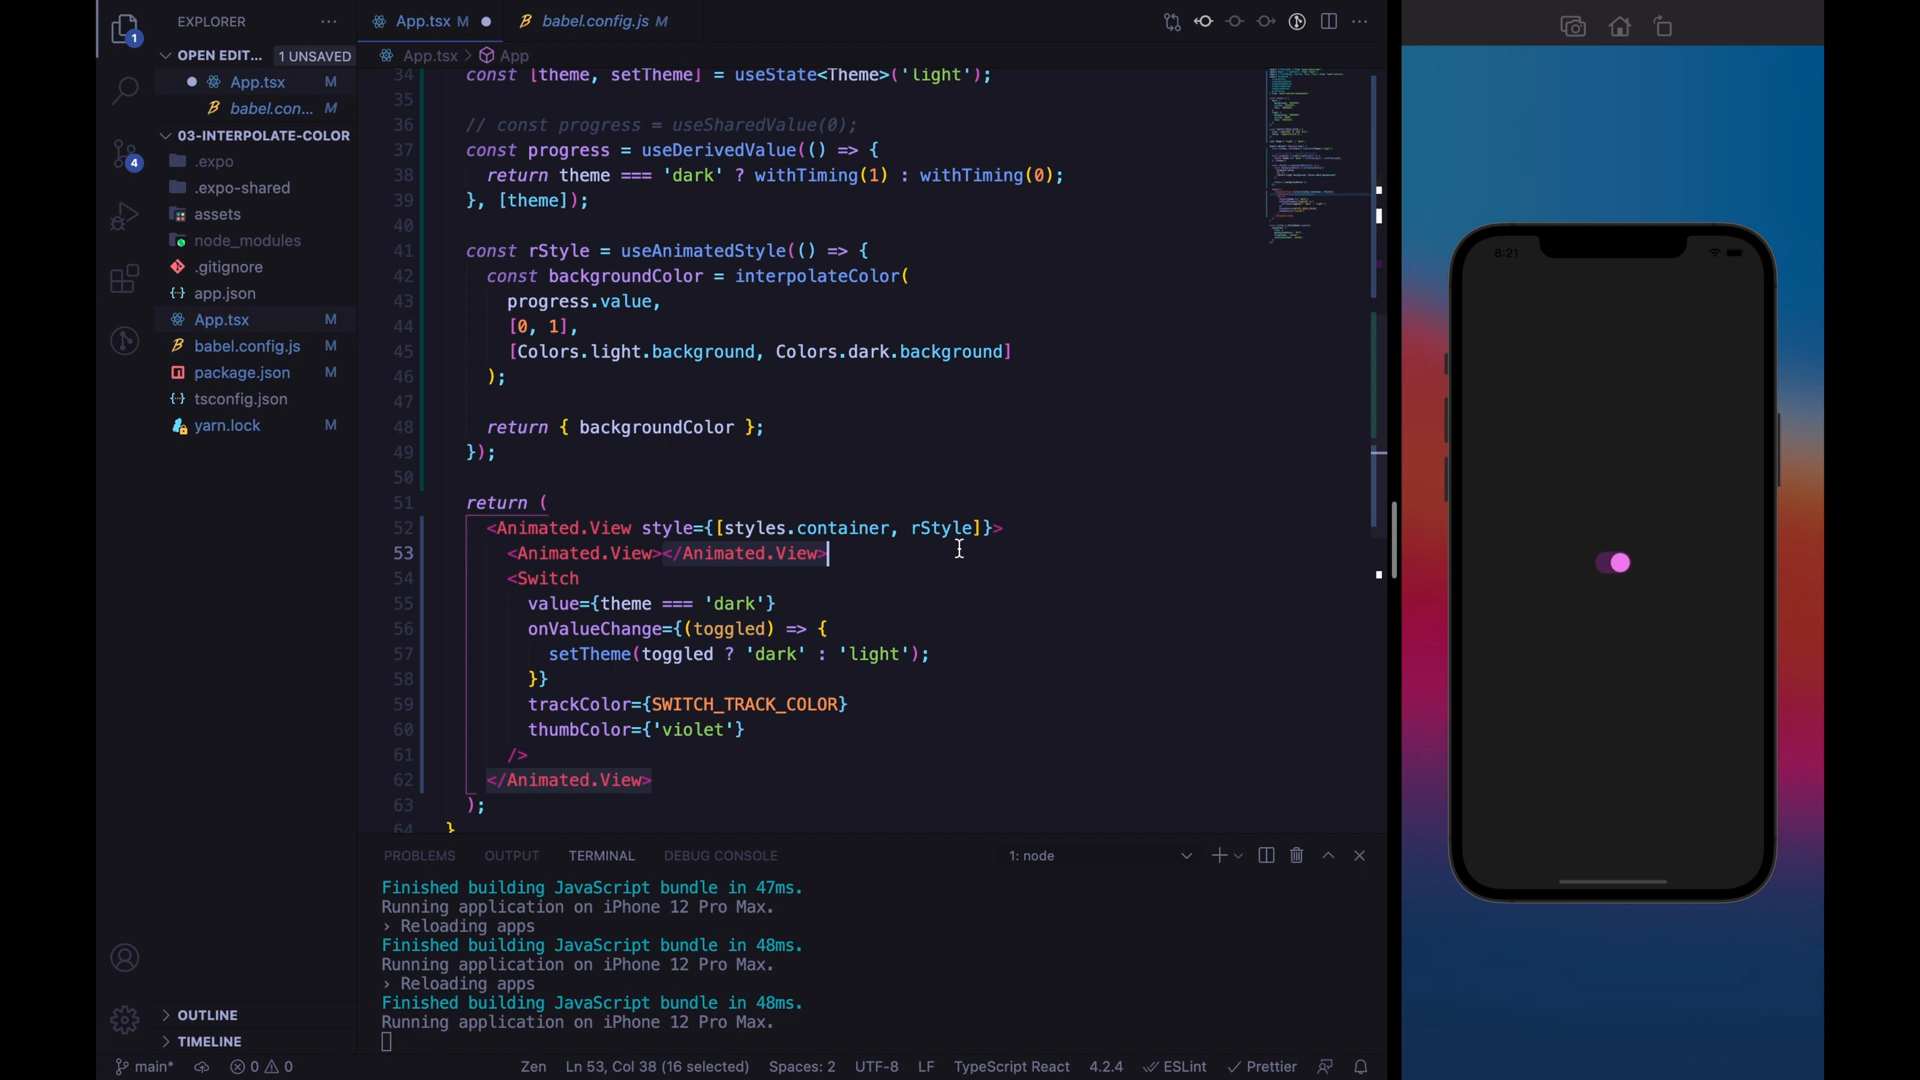 EXPLORER
OPEN EDIT... 1 UNSAVED
App.tsx M
babel.con... M
03-INTERPOLATE-COLOR
.expo
.expo-shared
assets
node_modules
.gitignore
app.json
App.tsx M
babel.config.js M
package.json M
tsconfig.json
yarn.lock M
OUTLINE
TIMELINE
1
4
App.tsx M
babel.config.js M
App.tsx > App
34 const [theme, setTheme] = useState<Theme>('light');
35
36 // const progress = useSharedValue(0);
37 const progress = useDerivedValue(() => {
38 return theme === 'dark' ? withTiming(1) : withTiming(0);
39 }, [theme]);
40
41 const rStyle = useAnimatedStyle(() => {
42 const backgroundColor = interpolateColor(
43 progress.value,
44 [0, 1],
45 [Colors.light.background, Colors.dark.background]
46 );
47
48 return { backgroundColor };
49 });
50
51 return (
52 <Animated.View style={[styles.container, rStyle]}>
53 <Animated.View></Animated.View>
54 <Switch
55 value={theme === 'dark'}
56 onValueChange={(toggled) => {
57 setTheme(toggled ? 'dark' : 'light');
58 }}
59 trackColor={SWITCH_TRACK_COLOR}
60 thumbColor={'violet'}
61 />
62 </Animated.View>
63 );
64 }
PROBLEMS OUTPUT TERMINAL DEBUG CONSOLE 1: node
Finished building JavaScript bundle in 47ms.
Running application on iPhone 12 Pro Max.
› Reloading apps
Finished building JavaScript bundle in 48ms.
Running application on iPhone 12 Pro Max.
› Reloading apps
Finished building JavaScript bundle in 48ms.
Running application on iPhone 12 Pro Max.
main* 0 0 Zen Ln 53, Col 38 (16 selected) Spaces: 2 UTF-8 LF TypeScript React 4.2.4 ESLint Prettier
8:21